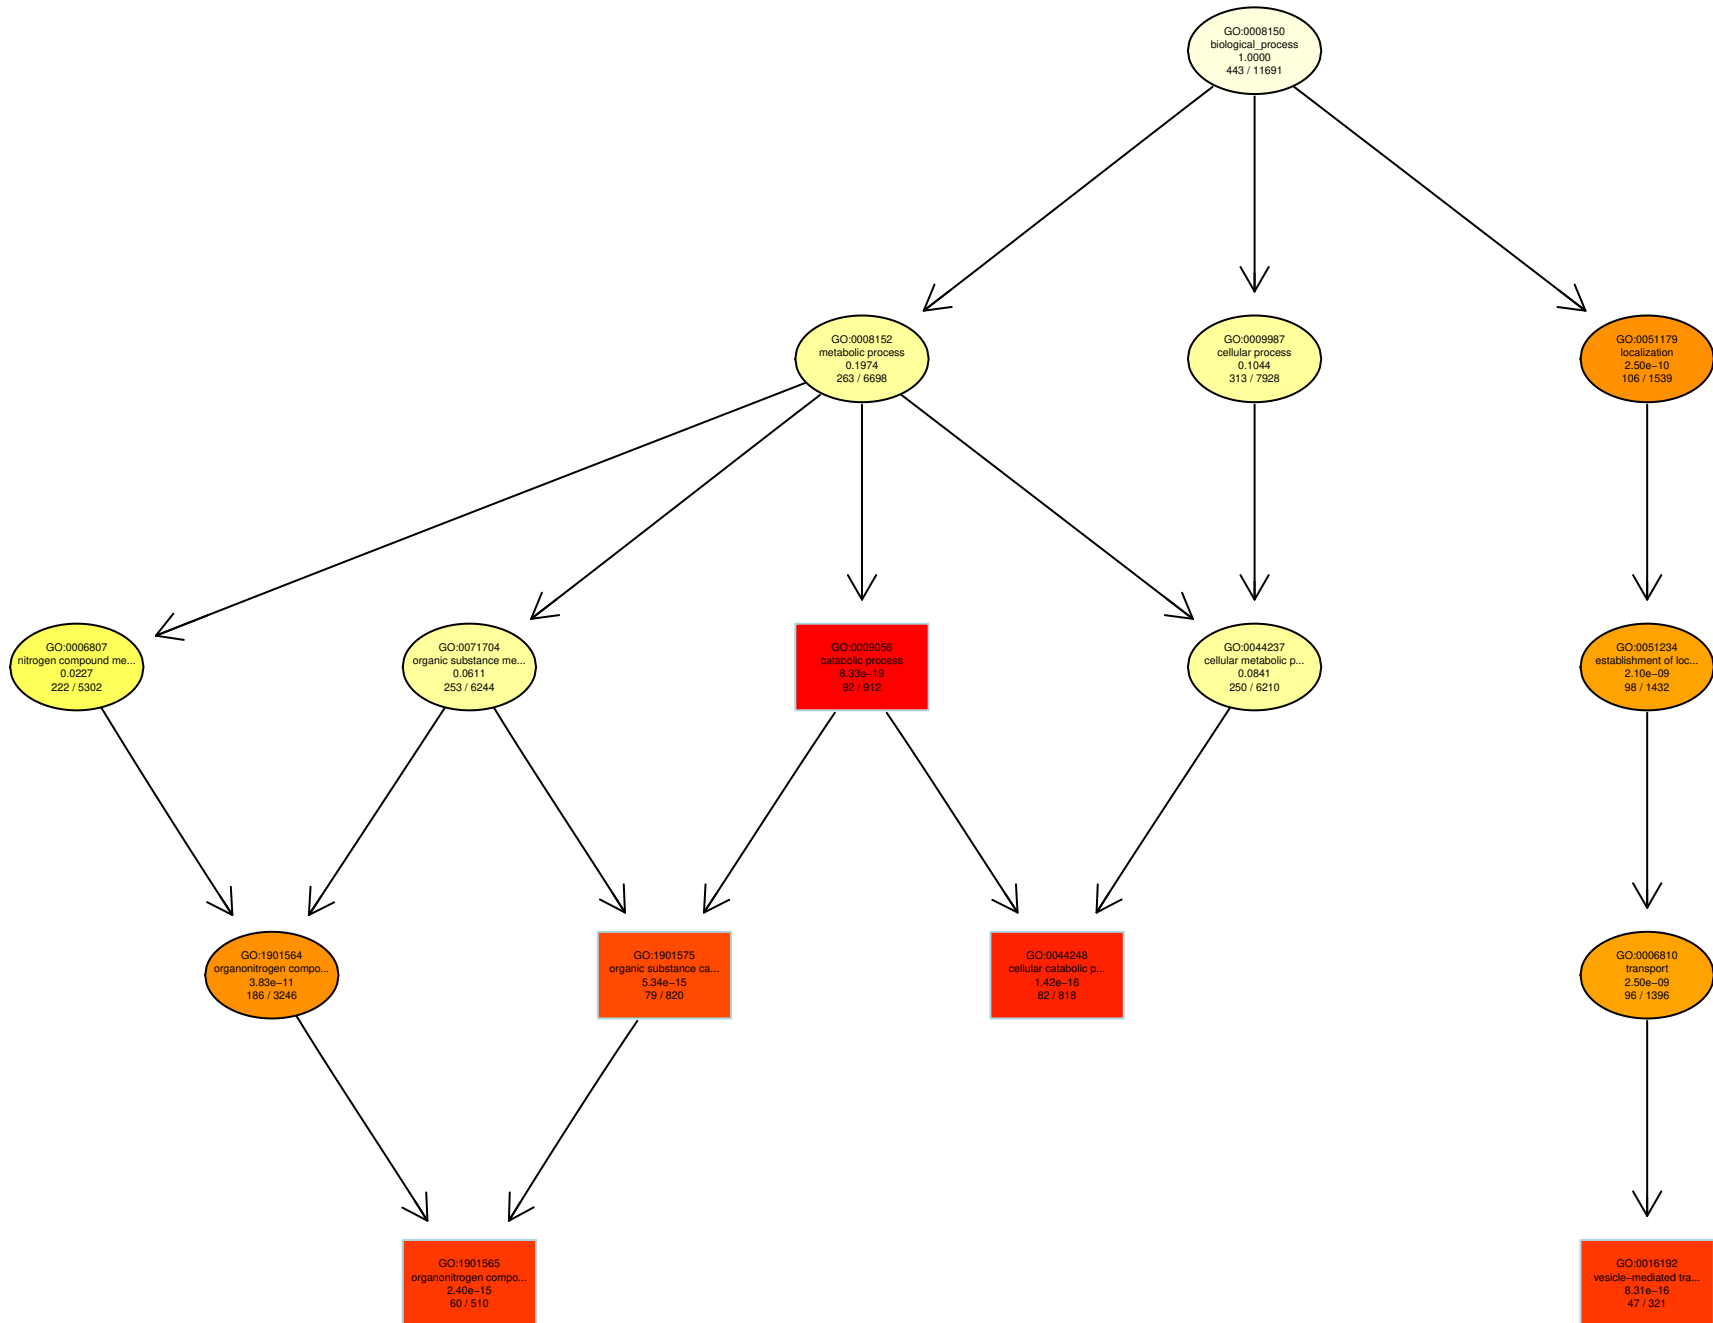 GO:0008150
biological_process
1.0000
443 / 11691
GO:0008152
metabolic process
0.1974
263 / 6698
GO:0009987
cellular process
0.1044
313 / 7928
GO:0051179
localization
2.50e−10
106 / 1539
GO:0006807
nitrogen compound me...
0.0227
222 / 5302
GO:0071704
organic substance me...
0.0611
253 / 6244
GO:0009056
catabolic process
8.33e−19
92 / 912
GO:0044237
cellular metabolic p...
0.0841
250 / 6210
GO:0051234
establishment of loc...
2.10e−09
98 / 1432
GO:1901564
organonitrogen compo...
3.83e−11
186 / 3246
GO:1901575
organic substance ca...
5.34e−15
79 / 820
GO:0044248
cellular catabolic p...
1.42e−16
82 / 818
GO:0006810
transport
2.50e−09
96 / 1396
GO:1901565
organonitrogen compo...
2.40e−15
60 / 510
GO:0016192
vesicle−mediated tra...
8.31e−16
47 / 321